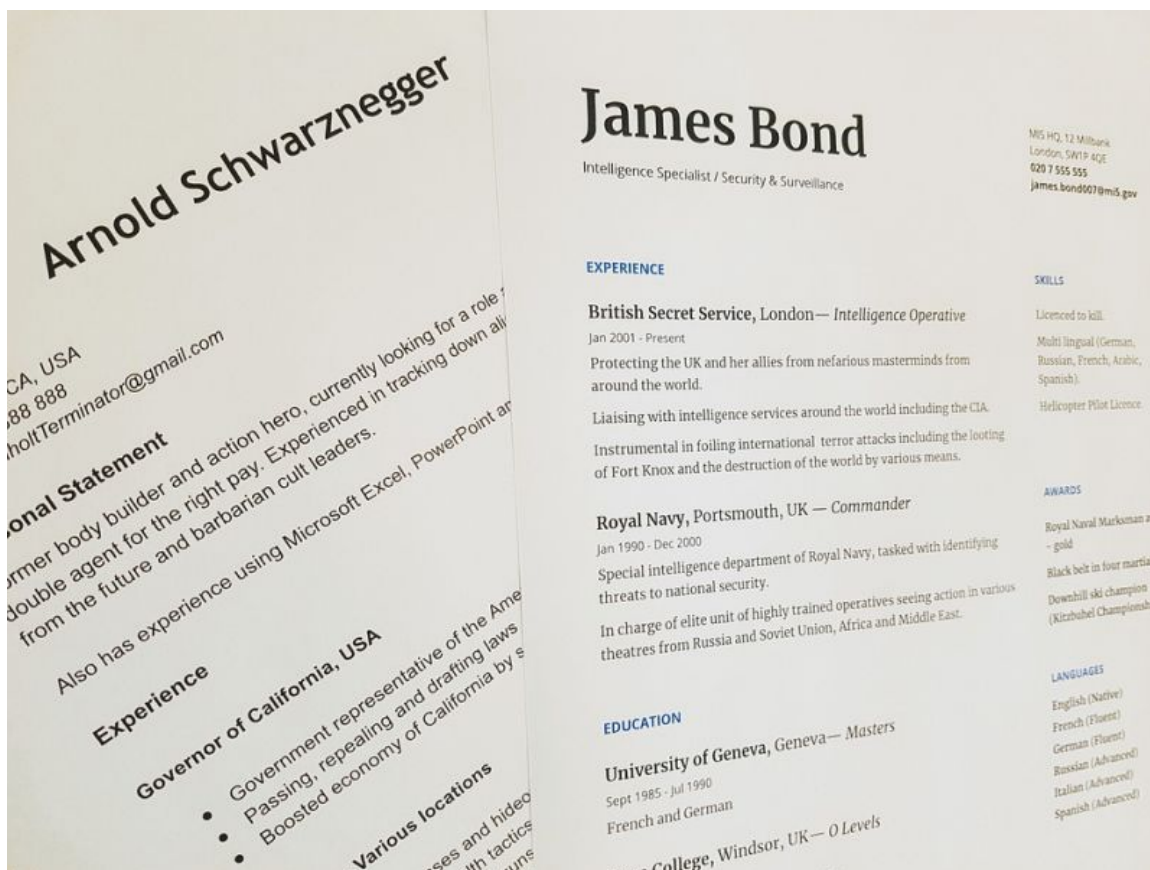 Arnold Schwarznegger
CA, USA
88 888
holtTerminator@gmail.com
onal Statement
ormer body builder and action hero, currently looking for a role
double agent for the right pay. Experienced in tracking down ali
from the future and barbarian cult leaders.
Also has experience using Microsoft Excel, PowerPoint an
Experience
Governor of California, USA
• Government representative of the Ame
• Passing, repealing and drafting laws
• Boosted economy of California by s
Various locations
ses and hideo
lth tactics
James Bond
Intelligence Specialist / Security & Surveillance
MI5 HQ, 12 Millbank
London, SW1P 4QE
020 7 555 555
james.bond007@mi5.gov
EXPERIENCE
British Secret Service, London— Intelligence Operative
Jan 2001 - Present
Protecting the UK and her allies from nefarious masterminds from
around the world.
Liaising with intelligence services around the world including the CIA.
Instrumental in foiling international terror attacks including the looting
of Fort Knox and the destruction of the world by various means.
Royal Navy, Portsmouth, UK — Commander
Jan 1990 - Dec 2000
Special intelligence department of Royal Navy, tasked with identifying
threats to national security.
In charge of elite unit of highly trained operatives seeing action in various
theatres from Russia and Soviet Union, Africa and Middle East.
EDUCATION
University of Geneva, Geneva— Masters
Sept 1985 - Jul 1990
French and German
College, Windsor, UK— O Levels
SKILLS
Licenced to kill.
Multi lingual (German,
Russian, French, Arabic,
Spanish).
Helicopter Pilot Licence.
AWARDS
Royal Naval Marksman a
- gold
Black belt in four martia
Downhill ski champion
(Kitzbuhel Championsh
LANGUAGES
English (Native)
French (Fluent)
German (Fluent)
Russian (Advanced)
Italian (Advanced)
Spanish (Advanced)